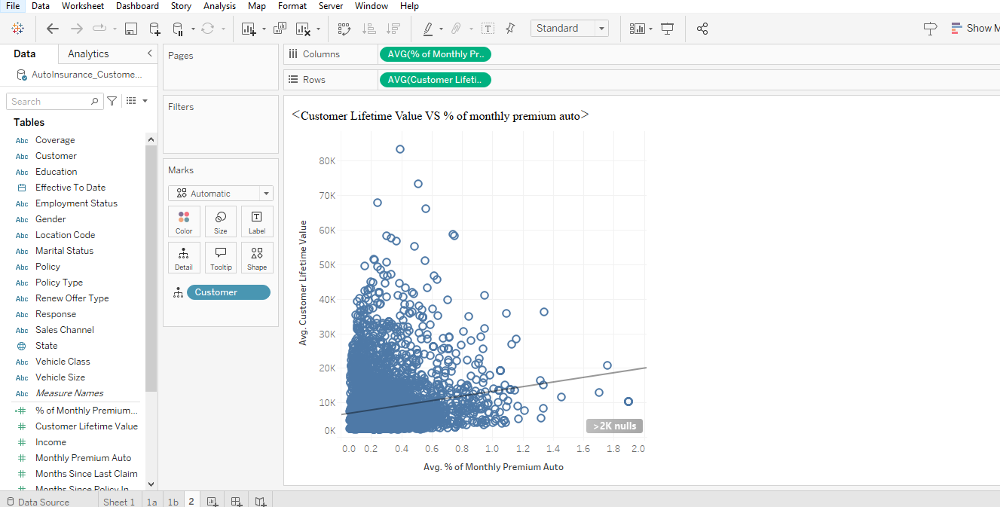 File Data Worksheet Dashboard Story Analysis Map Format Server Window Help
Standard
Show M
Data Analytics
AutoInsurance_Custome...
Search
Tables
Abc Coverage
Abc Customer
Abc Education
Effective To Date
Abc Employment Status
Abc Gender
Abc Location Code
Abc Marital Status
Abc Policy
Abc Policy Type
Abc Renew Offer Type
Abc Response
Abc Sales Channel
State
Abc Vehicle Class
Abc Vehicle Size
Abc Measure Names
=# % of Monthly Premium...
# Customer Lifetime Value
# Income
# Monthly Premium Auto
# Months Since Last Claim
# Months Since Policy In
Pages
Filters
Marks
Automatic
Color Size Label
Detail Tooltip Shape
Customer
Columns AVG(% of Monthly Pr..
Rows AVG(Customer Lifeti..
<Customer Lifetime Value VS % of monthly premium auto>
80K
70K
60K
50K
40K
30K
20K
10K
0K
Avg. Customer Lifetime Value
>2K nulls
0.0 0.2 0.4 0.6 0.8 1.0 1.2 1.4 1.6 1.8 2.0
Avg. % of Monthly Premium Auto
Data Source Sheet 1 1a 1b 2